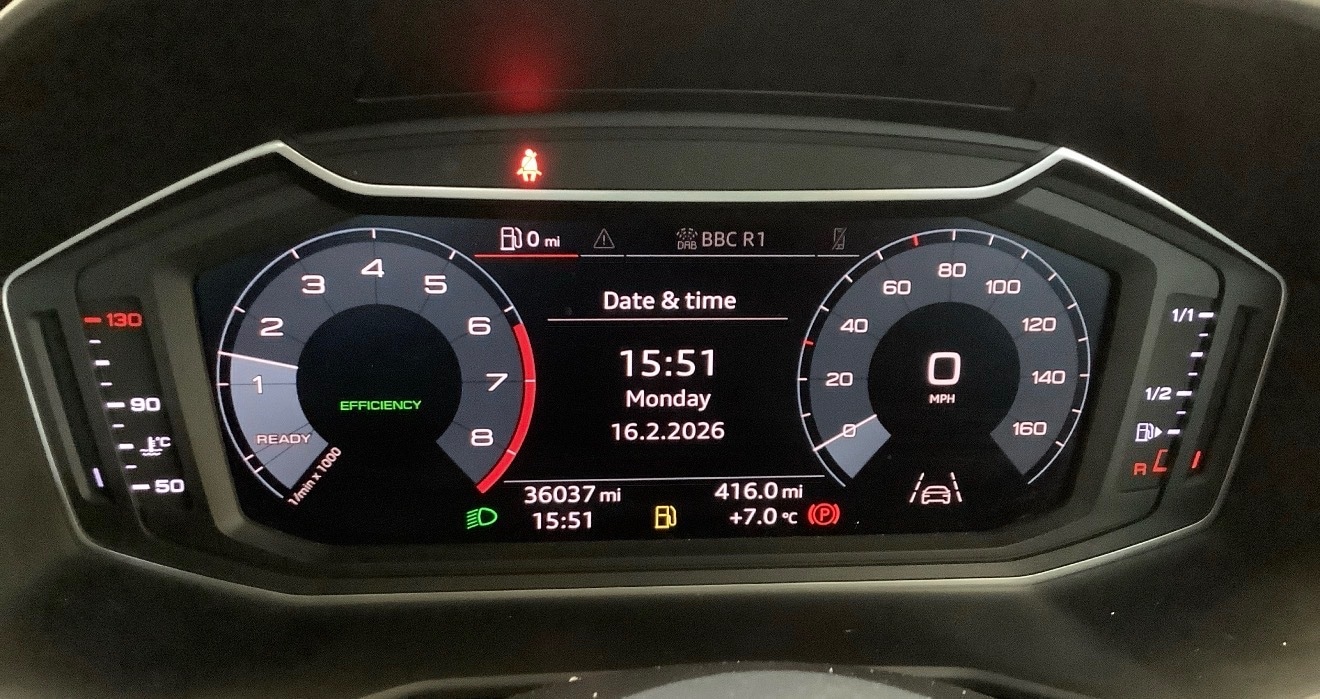 0 mi
DAB BBC R1
Date & time
15:51
Monday
16.2.2026
36037 mi
416.0 mi
15:51
+7.0 °C
P
1
2
3
4
5
6
7
8
EFFICIENCY
READY
1/min x 1000
0
20
40
60
80
100
120
140
160
0
MPH
130
90
°C
50
1/1
1/2
R